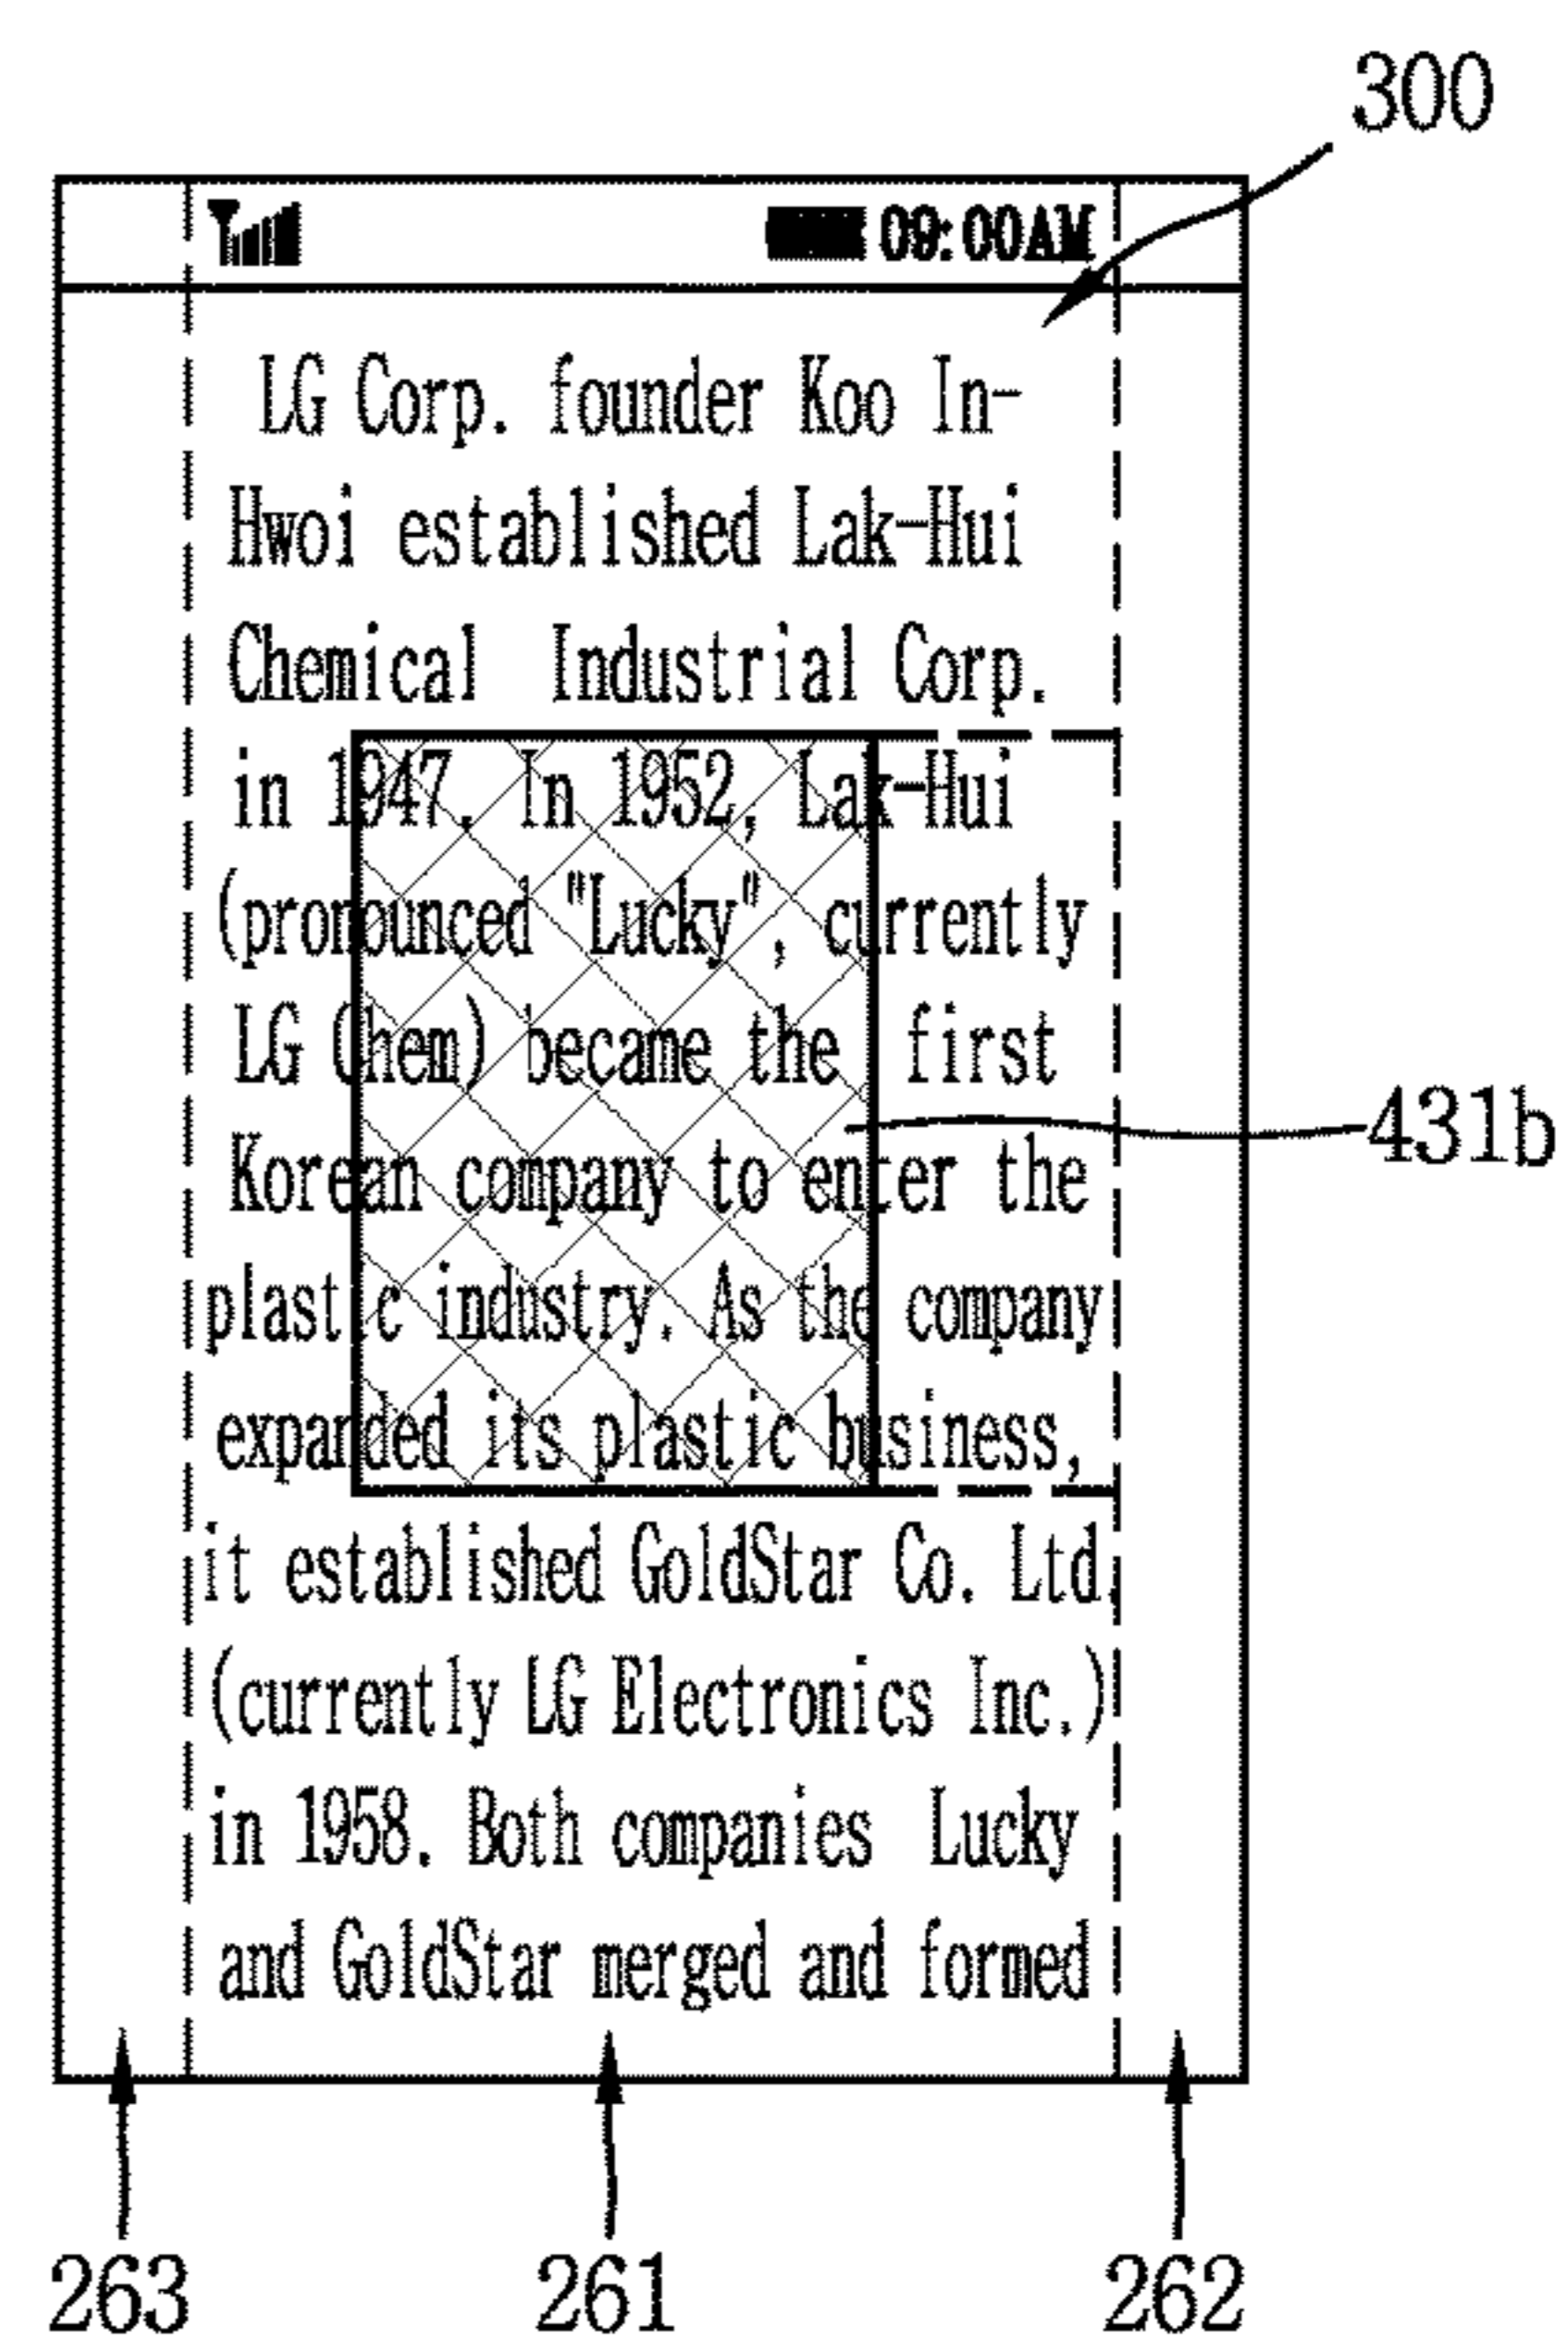 300
09:00AM
LG Corp. founder Koo In-
Hwoi established Lak-Hui
Chemical Industrial Corp.
in 1947. In 1952, Lak-Hui
(pronounced "Lucky", currently
LG Chem) became the first
Korean company to enter the
plastic industry. As the company
expanded its plastic business,
it established GoldStar Co. Ltd.
(currently LG Electronics Inc.)
in 1958. Both companies Lucky
and GoldStar merged and formed
431b
263
261
262